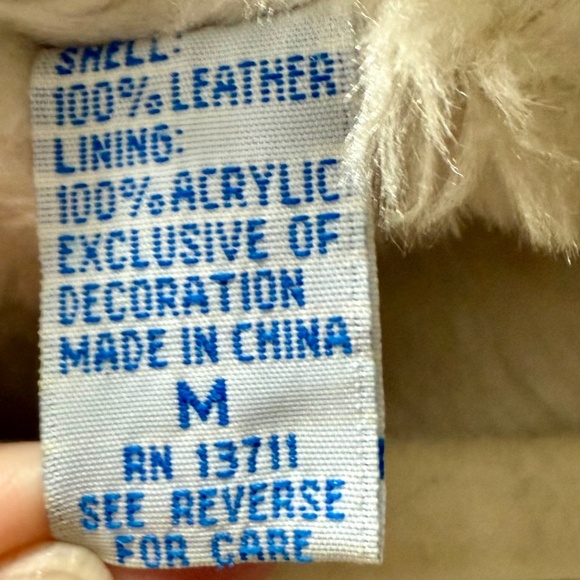 SHELL:
100% LEATHER
LINING:
100% ACRYLIC
EXCLUSIVE OF
DECORATION
MADE IN CHINA
M
RN 13711
SEE REVERSE
FOR CARE